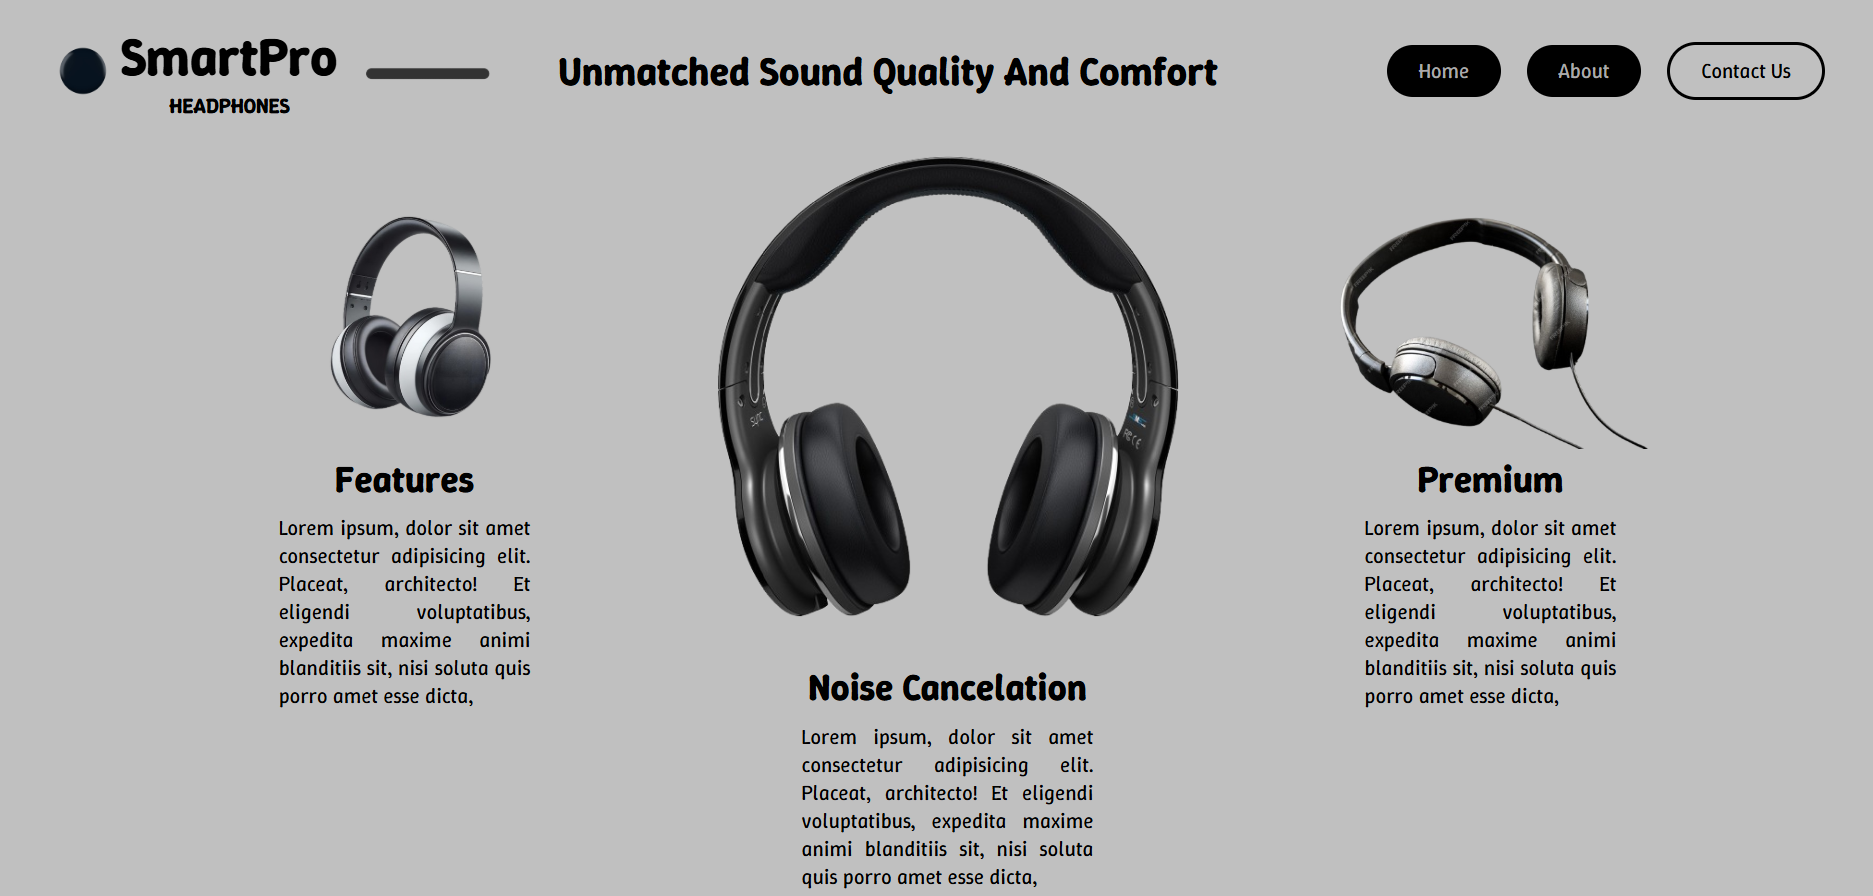 SmartPro
HEADPHONES
Unmatched Sound Quality And Comfort
Home
About
Contact Us
sync
Features
Lorem ipsum, dolor sit amet
consectetur adipisicing elit.
Placeat, architecto! Et
eligendi voluptatibus,
expedita maxime animi
blanditiis sit, nisi soluta quis
porro amet esse dicta,
Noise Cancelation
Lorem ipsum, dolor sit amet
consectetur adipisicing elit.
Placeat, architecto! Et eligendi
voluptatibus, expedita maxime
animi blanditiis sit, nisi soluta
quis porro amet esse dicta,
Premium
Lorem ipsum, dolor sit amet
consectetur adipisicing elit.
Placeat, architecto! Et
eligendi voluptatibus,
expedita maxime animi
blanditiis sit, nisi soluta quis
porro amet esse dicta,